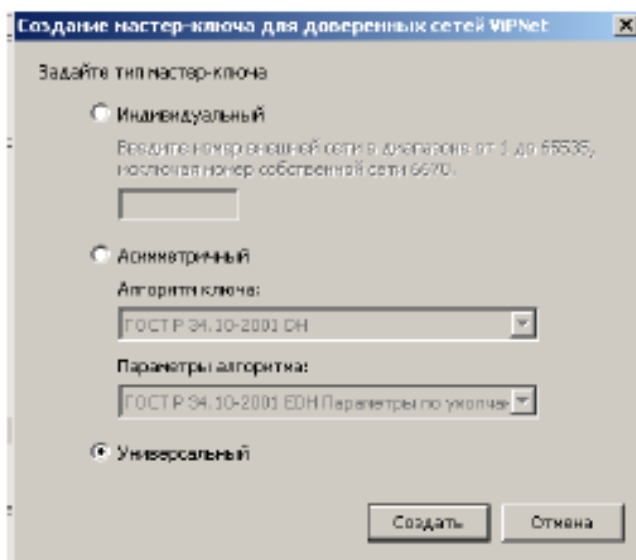 Создание мастер-ключа для доверенных сетей ViPNet
Задайте тип мастер-ключа
Индивидуальный
Введите номер внешней сети в диапазоне от 1 до 65535,
исключая номер собственной сети 6670.
Асимметричный
Алгоритм ключа:
ГОСТ Р 34.10-2001 DH
Параметры алгоритма:
ГОСТ Р 34.10-2001 EDH Параметры по умолчан
Универсальный
Создать
Отмена